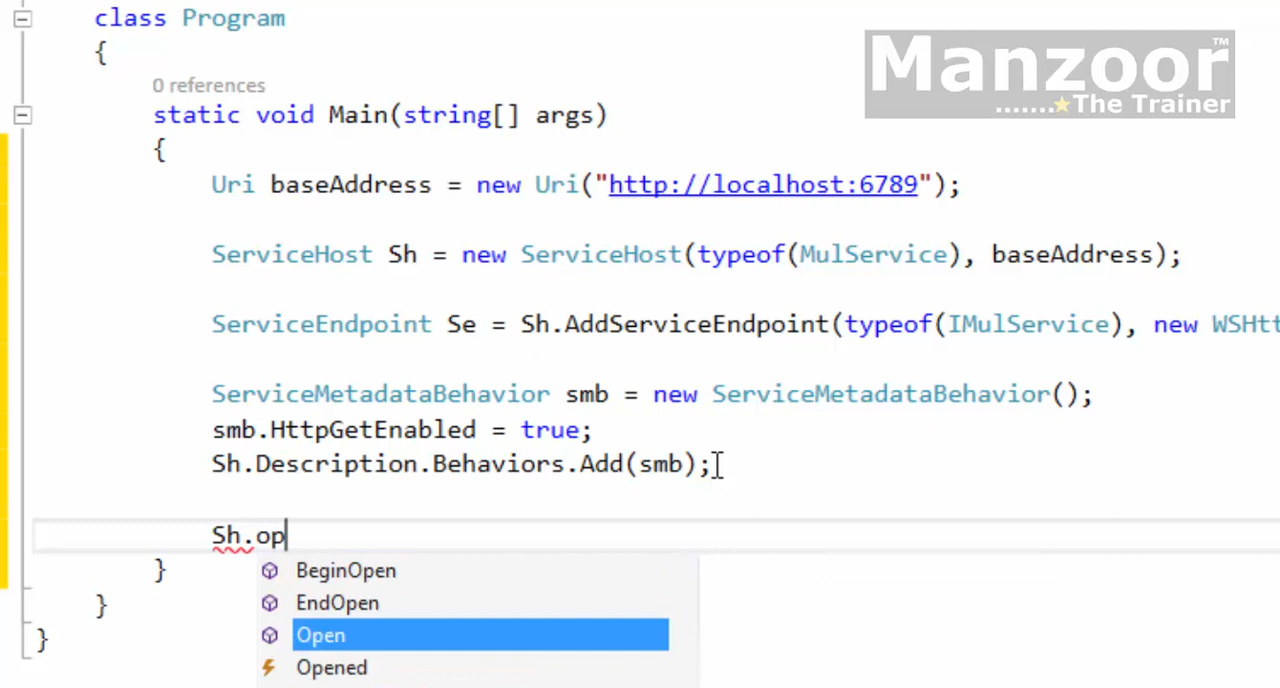 class Program
{
0 references
static void Main(string[] args)
{
Uri baseAddress = new Uri("http://localhost:6789");
ServiceHost Sh = new ServiceHost(typeof(MulService), baseAddress);
ServiceEndpoint Se = Sh.AddServiceEndpoint(typeof(IMulService), new WSHtt
ServiceMetadataBehavior smb = new ServiceMetadataBehavior();
smb.HttpGetEnabled = true;
Sh.Description.Behaviors.Add(smb);
Sh.op
}
BeginOpen
EndOpen
}
Open
}
Opened
Manzoor™
.......The Trainer